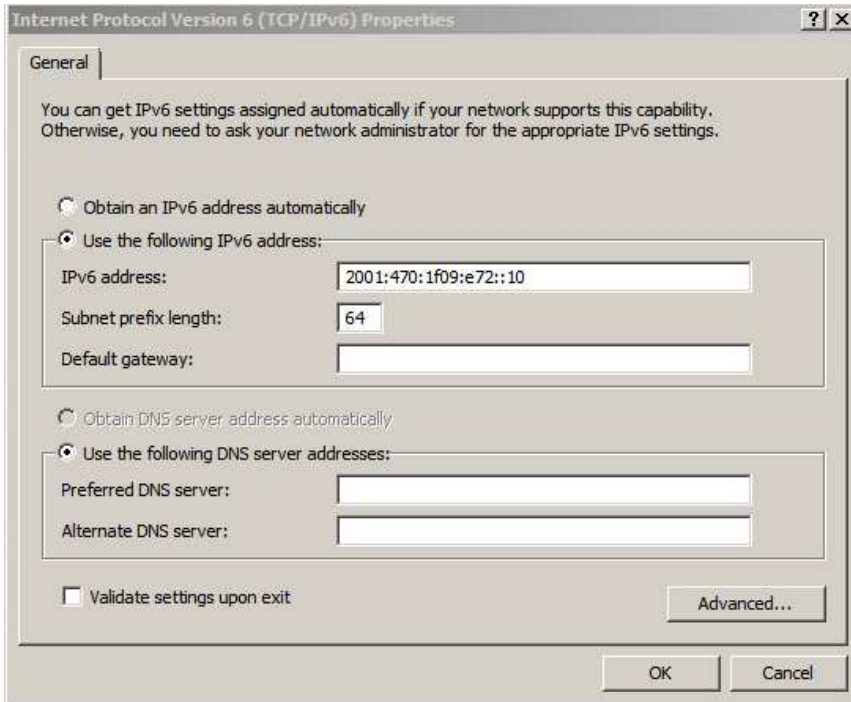 Internet Protocol Version 6 (TCP/IPv6) Properties
General
You can get IPv6 settings assigned automatically if your network supports this capability.
Otherwise, you need to ask your network administrator for the appropriate IPv6 settings.
Obtain an IPv6 address automatically
Use the following IPv6 address:
IPv6 address: 2001:470:1f09:e72::10
Subnet prefix length: 64
Default gateway:
Obtain DNS server address automatically
Use the following DNS server addresses:
Preferred DNS server:
Alternate DNS server:
Validate settings upon exit
Advanced...
OK Cancel